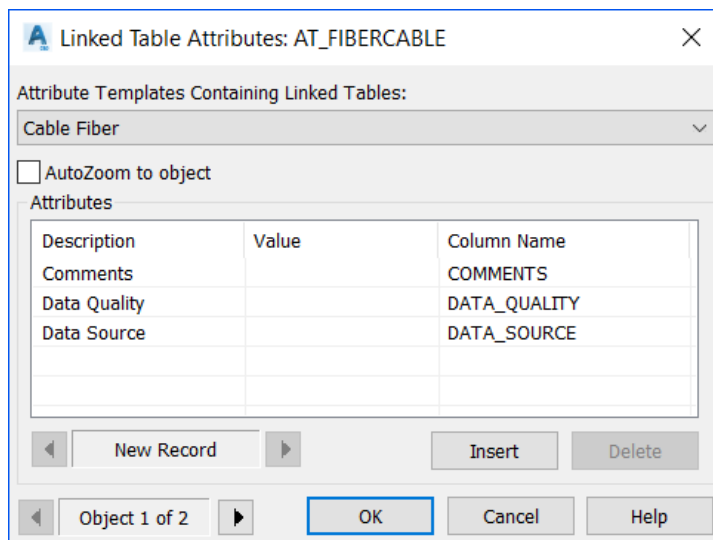 Linked Table Attributes: AT_FIBERCABLE
Attribute Templates Containing Linked Tables:
Cable Fiber
AutoZoom to object
Attributes
Description Value Column Name
Comments COMMENTS
Data Quality DATA_QUALITY
Data Source DATA_SOURCE
New Record Insert Delete
Object 1 of 2 OK Cancel Help